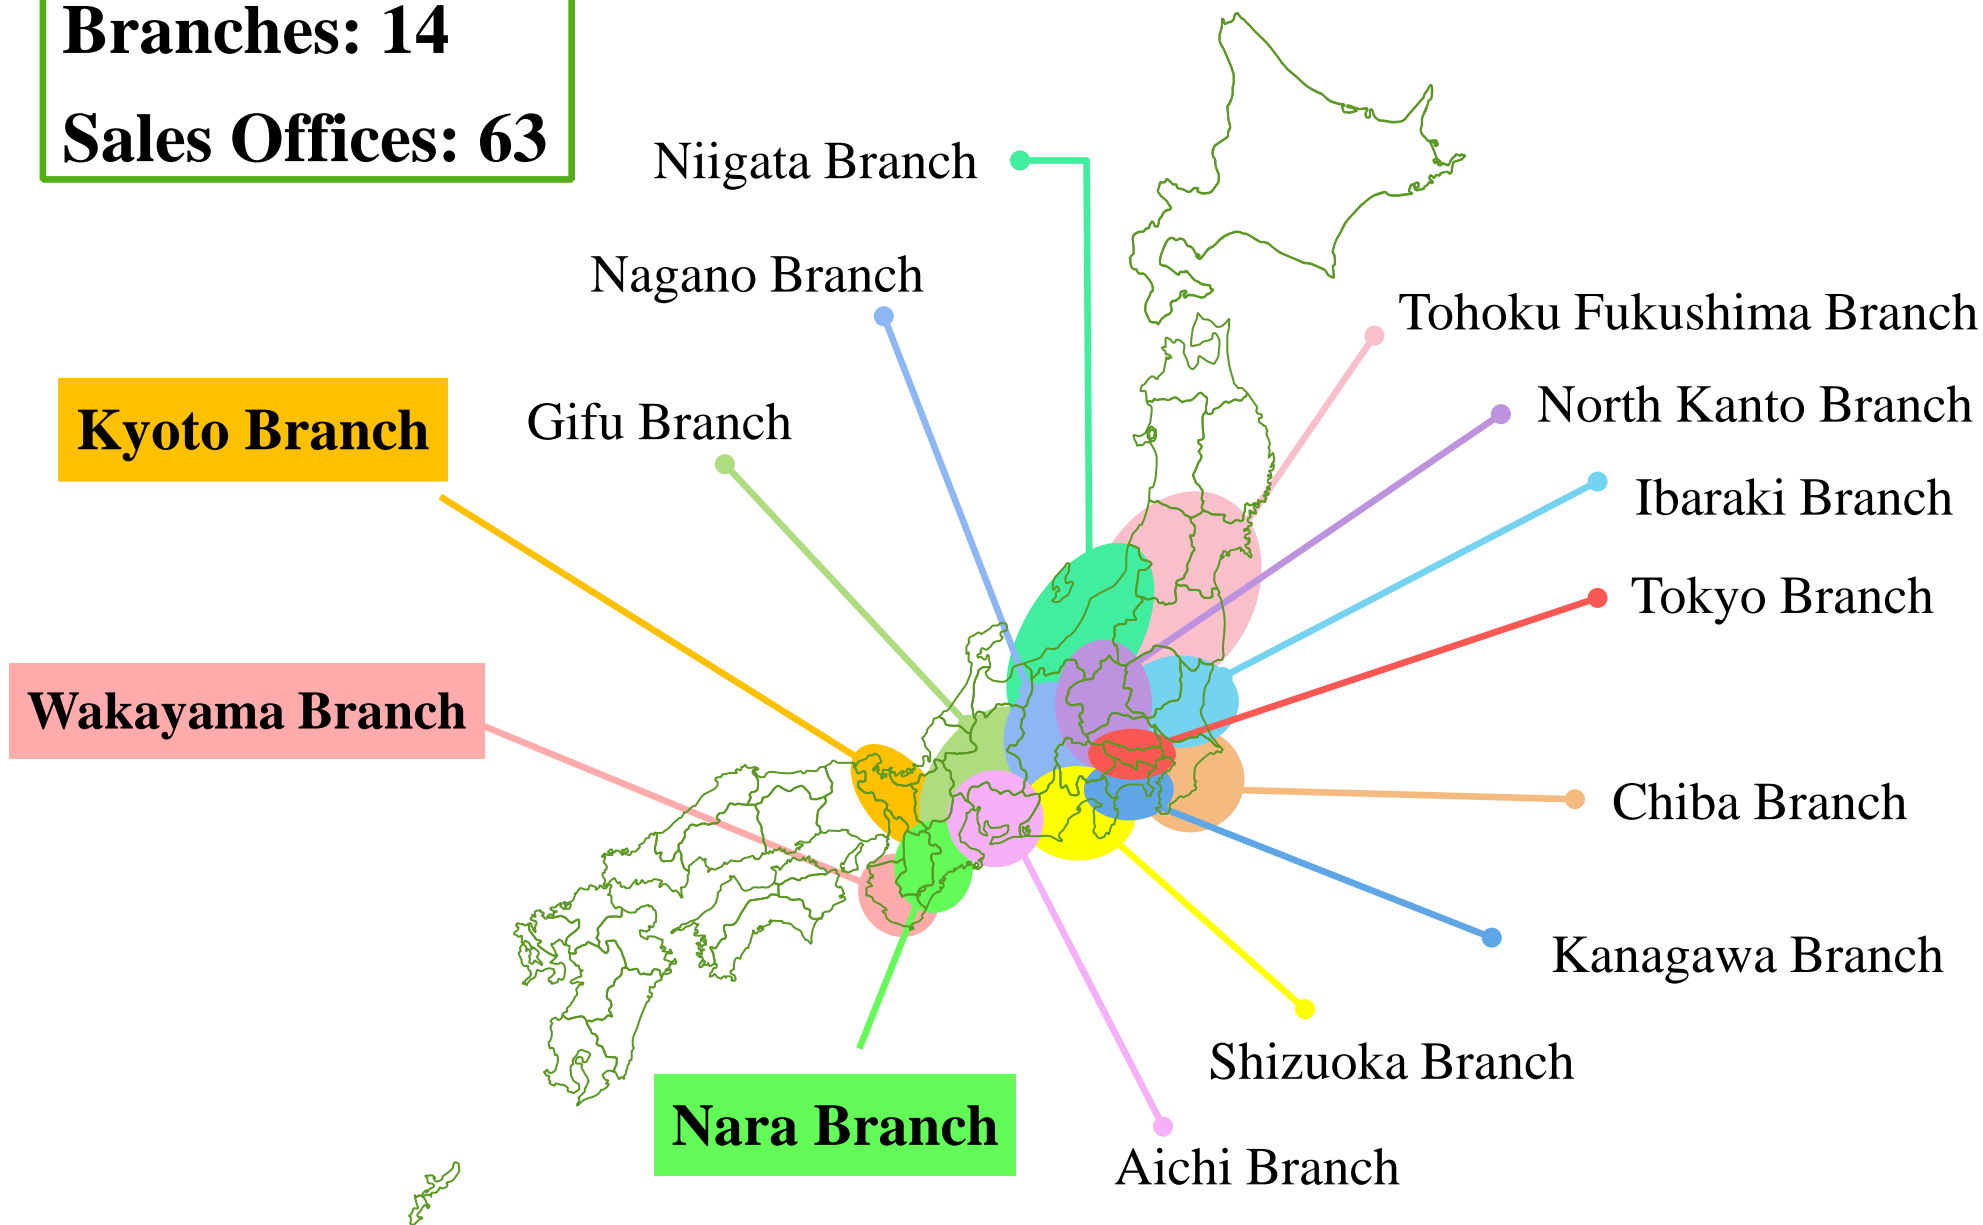 Branches: 14
Sales Offices: 63
Niigata Branch
Nagano Branch
Tohoku Fukushima Branch
North Kanto Branch
Kyoto Branch
Gifu Branch
Ibaraki Branch
Tokyo Branch
Wakayama Branch
Chiba Branch
Kanagawa Branch
Shizuoka Branch
Nara Branch
Aichi Branch